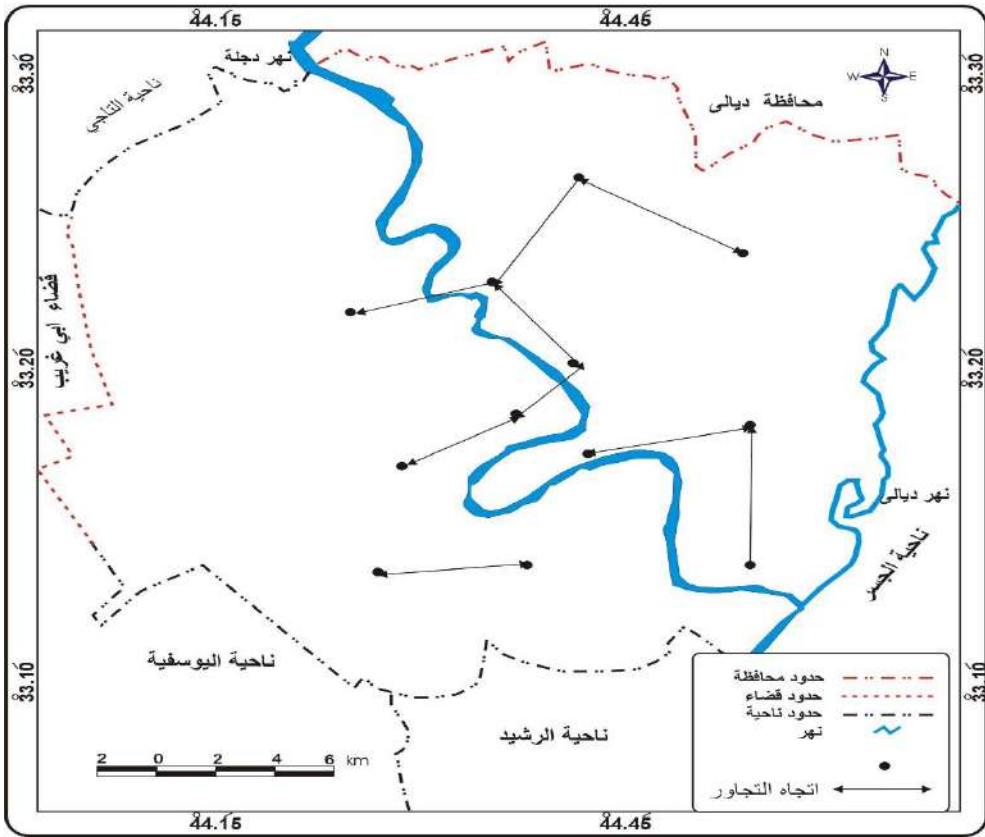 44.15
44.45
33.30
33.30
نهر دجلة
N
W E
S
ناحية التاجي
محافظة ديالى
قضاء ابي غريب
33.20
33.20
نهر ديالى
ناحية الجسر
ناحية اليوسفية
ناحية الرشيد
33.10
33.10
حدود محافظة
حدود قضاء
حدود ناحية
نهر
اتجاه التجاور
2 0 2 4 6 km
44.15
44.45